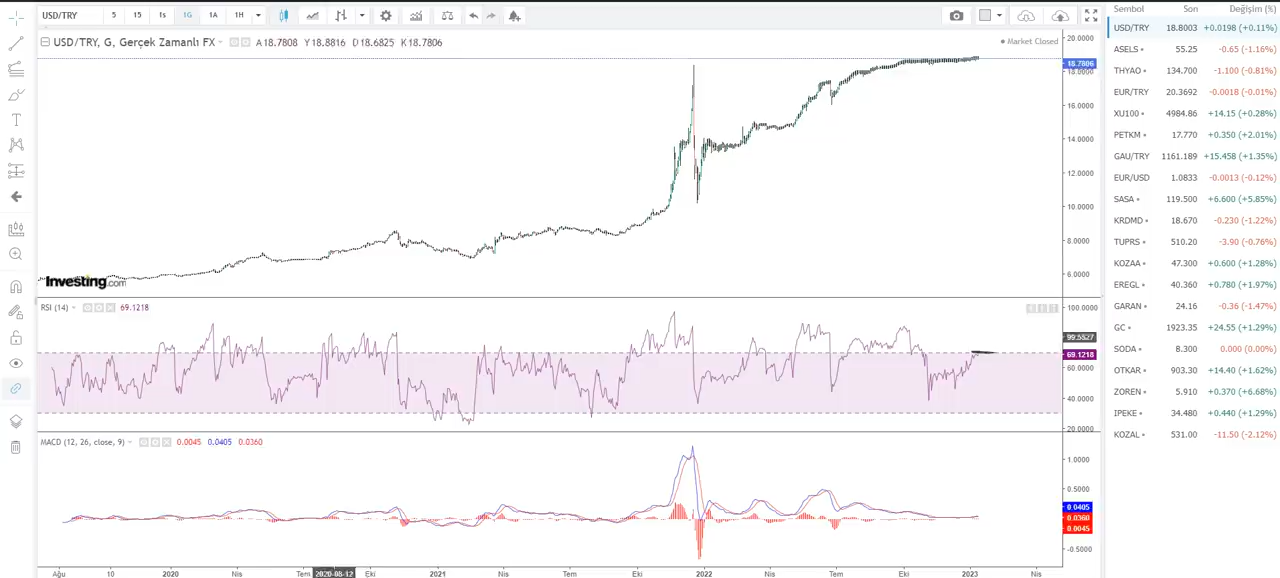 USD/TRY 5 15 1s 1G 1A 1H
USD/TRY, G, Gerçek Zamanlı FX A18.7808 Y18.8816 D18.6825 K18.7806
Market Closed
20.0000
18.7806
18.0000
16.0000
14.0000
12.0000
10.0000
8.0000
6.0000
Investing.com
RSI (14) 69.1218
100.0000
99.5527
69.1218
60.0000
40.0000
20.0000
MACD (12, 26, close, 9) 0.0045 0.0405 0.0360
1.0000
0.5000
0.0405
0.0360
0.0045
-0.5000
Ağu 10 2020 Nis Tem 2020-08-12 Eki 2021 Nis Tem Eki 2022 Nis Tem Eki 2023 Nis
Sembol Son Değişim (%)
USD/TRY 18.8003 +0.0198 (+0.11%)
ASELS 55.25 -0.65 (-1.16%)
THYAO 134.700 -1.100 (-0.81%)
EUR/TRY 20.3692 -0.0018 (-0.01%)
XU100 4984.86 +14.15 (+0.28%)
PETKM 17.770 +0.350 (+2.01%)
GAU/TRY 1161.189 +15.458 (+1.35%)
EUR/USD 1.0833 -0.0013 (-0.12%)
SASA 119.500 +6.600 (+5.85%)
KRDMD 18.670 -0.230 (-1.22%)
TUPRS 510.20 -3.90 (-0.76%)
KOZAA 47.300 +0.600 (+1.28%)
EREGL 40.360 +0.780 (+1.97%)
GARAN 24.16 -0.36 (-1.47%)
GC 1923.35 +24.55 (+1.29%)
SODA 8.300 0.000 (0.00%)
OTKAR 903.30 +14.40 (+1.62%)
ZOREN 5.910 +0.370 (+6.68%)
IPEKE 34.480 +0.440 (+1.29%)
KOZAL 531.00 -11.50 (-2.12%)